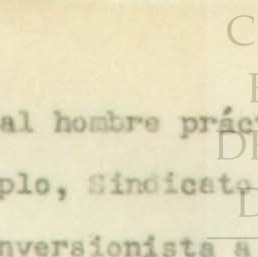 al hombre práct
plo, Sindicato
nversionista a